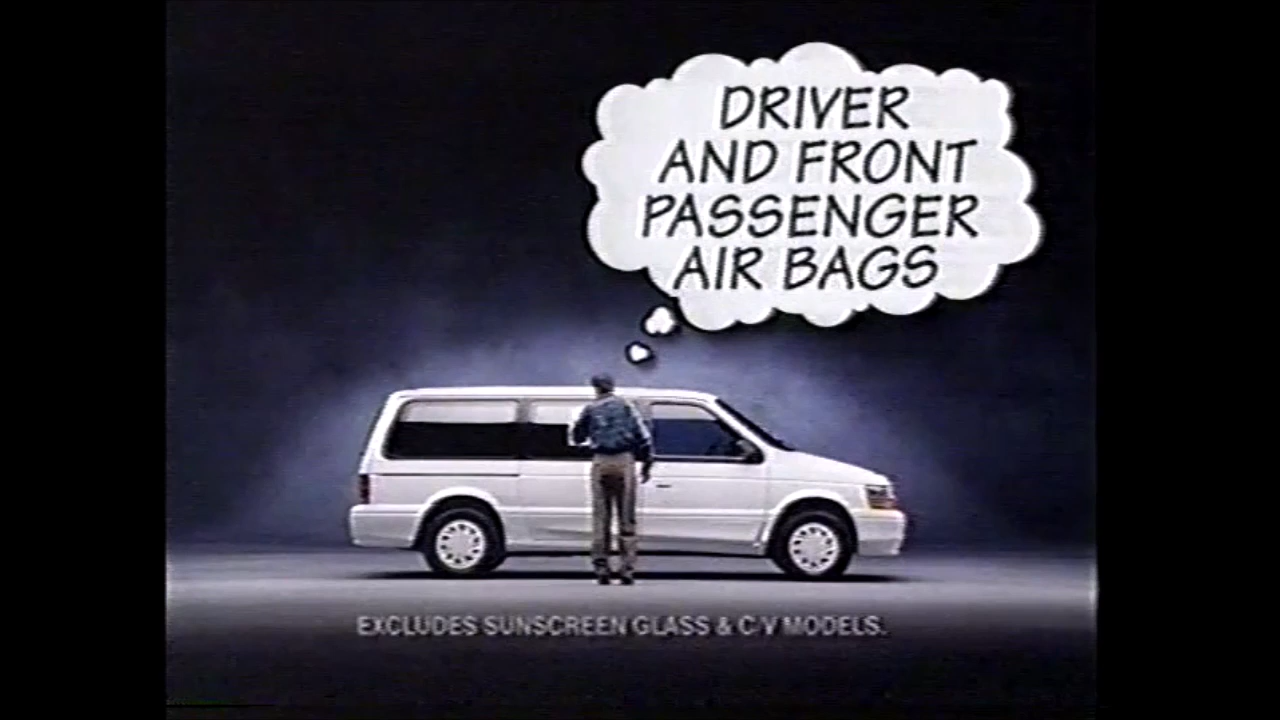 DRIVER
AND FRONT
PASSENGER
AIR BAGS
EXCLUDES SUNSCREEN GLASS & C/V MODELS.